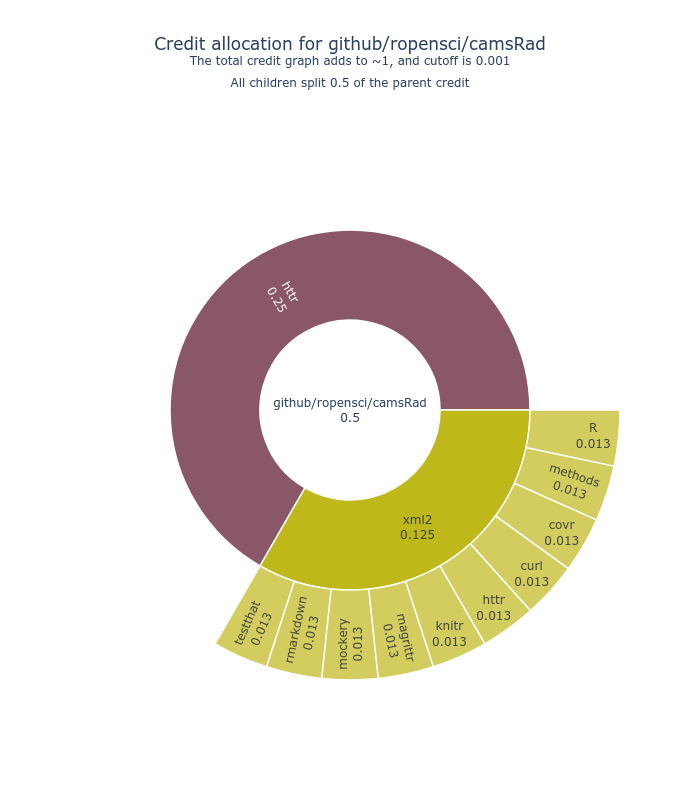 Credit allocation for github/ropensci/camsRad
The total credit graph adds to ~1, and cutoff is 0.001
All children split 0.5 of the parent credit
httr
0.25
github/ropensci/camsRad
0.5
xml2
0.125
R
0.013
methods
0.013
covr
0.013
curl
0.013
httr
0.013
knitr
0.013
magrittr
0.013
mockery
0.013
rmarkdown
0.013
testthat
0.013